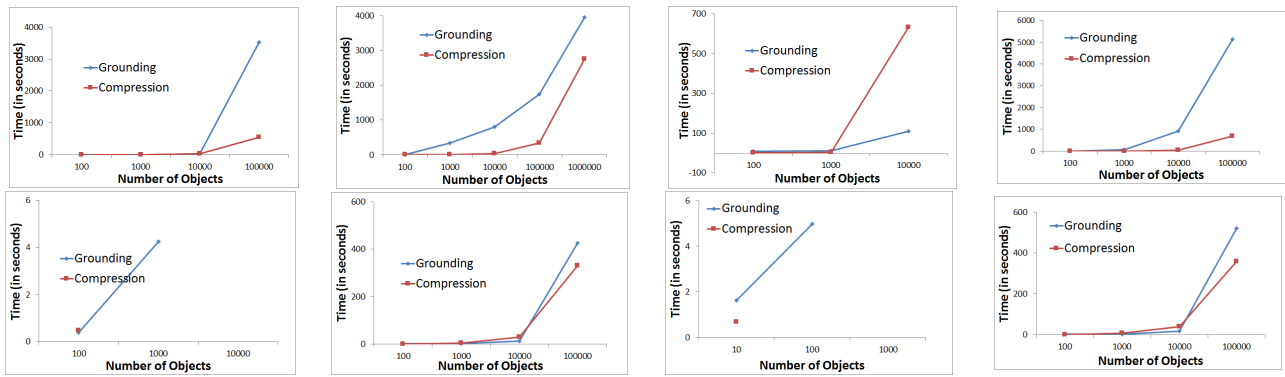 Time (in seconds)
4000
3000
2000
1000
0
Grounding
Compression
100 1000 10000 100000
Number of Objects
Time (in seconds)
4000
3000
2000
1000
0
Grounding
Compression
100 1000 10000 100000 1000000
Number of Objects
Time (in seconds)
700
500
300
100
-100
Grounding
Compression
100 1000 10000
Number of Objects
Time (in seconds)
6000
5000
4000
3000
2000
1000
0
Grounding
Compression
100 1000 10000 100000
Number of Objects
Time (in seconds)
6
4
2
0
Grounding
Compression
100 1000 10000
Number of Objects
Time (in seconds)
600
400
200
0
Grounding
Compression
100 1000 10000 100000
Number of Objects
Time (in seconds)
6
4
2
0
Grounding
Compression
10 100 1000
Number of Objects
Time (in seconds)
600
400
200
0
Grounding
Compression
100 1000 10000 100000
Number of Objects